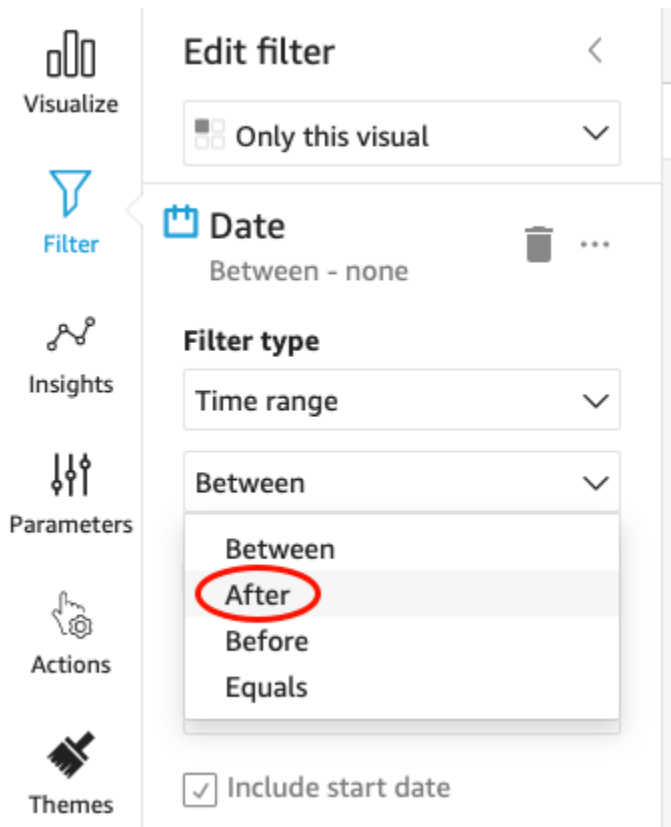 Visualize
Filter
Insights
Parameters
Actions
Themes
Edit filter
Only this visual
Date
Between - none
Filter type
Time range
Between
Between
After
Before
Equals
Include start date